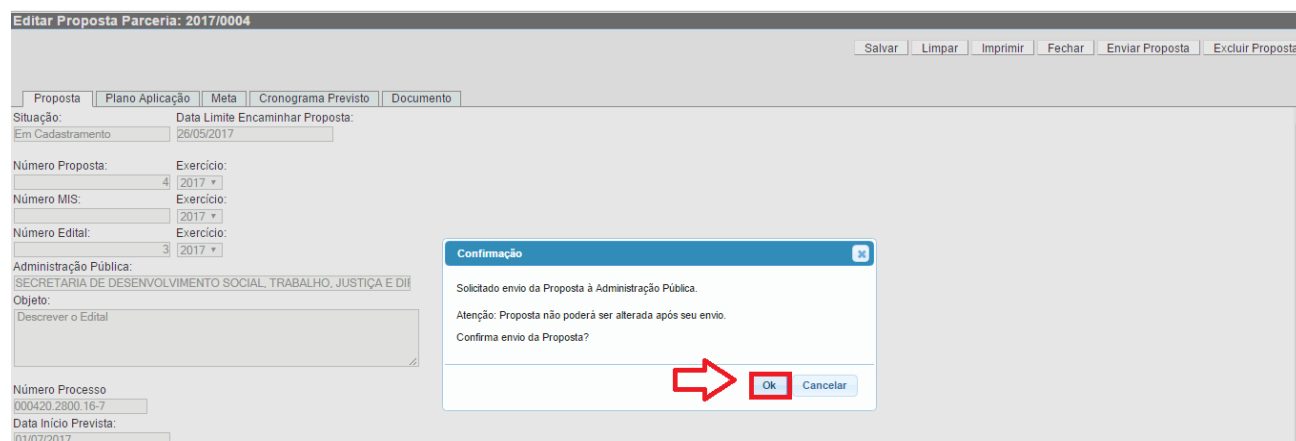 Editar Proposta Parceria: 2017/0004
Salvar Limpar Imprimir Fechar Enviar Proposta Excluir Proposta
Proposta Plano Aplicação Meta Cronograma Previsto Documento
Situação: Data Limite Encaminhar Proposta:
Em Cadastramento 26/05/2017
Número Proposta: Exercício:
4 2017
Número MIS: Exercício:
2017
Número Edital: Exercício:
3 2017
Administração Pública:
SECRETARIA DE DESENVOLVIMENTO SOCIAL, TRABALHO, JUSTIÇA E DI
Objeto:
Descrever o Edital
Número Processo
000420.2800.16-7
Data Início Prevista:
01/07/2017
Confirmação
Solicitado envio da Proposta à Administração Pública.
Atenção: Proposta não poderá ser alterada após seu envio.
Confirma envio da Proposta?
Ok Cancelar